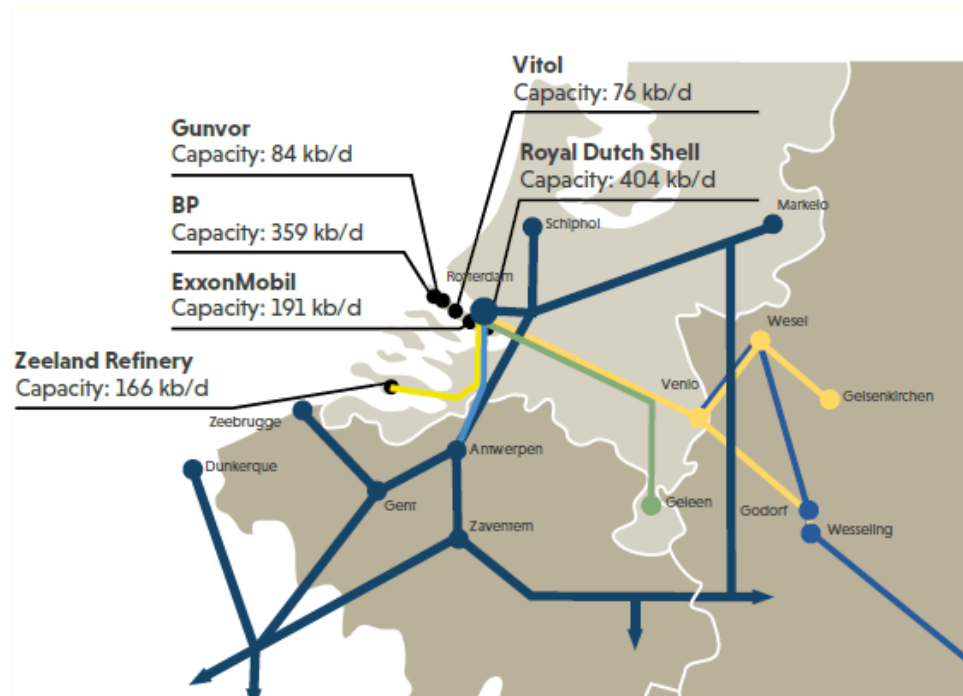 Vitol
Capacity: 76 kb/d
Gunvor
Capacity: 84 kb/d
Royal Dutch Shell
Capacity: 404 kb/d
BP
Capacity: 359 kb/d
Markelo
Schiphol
Rotterdam
ExxonMobil
Capacity: 191 kb/d
Wesel
Zeeland Refinery
Capacity: 166 kb/d
Venlo
Gelsenkirchen
Zeebrugge
Antwerpen
Dunkerque
Gent
Geleen
Godorf
Zaventem
Wesseling